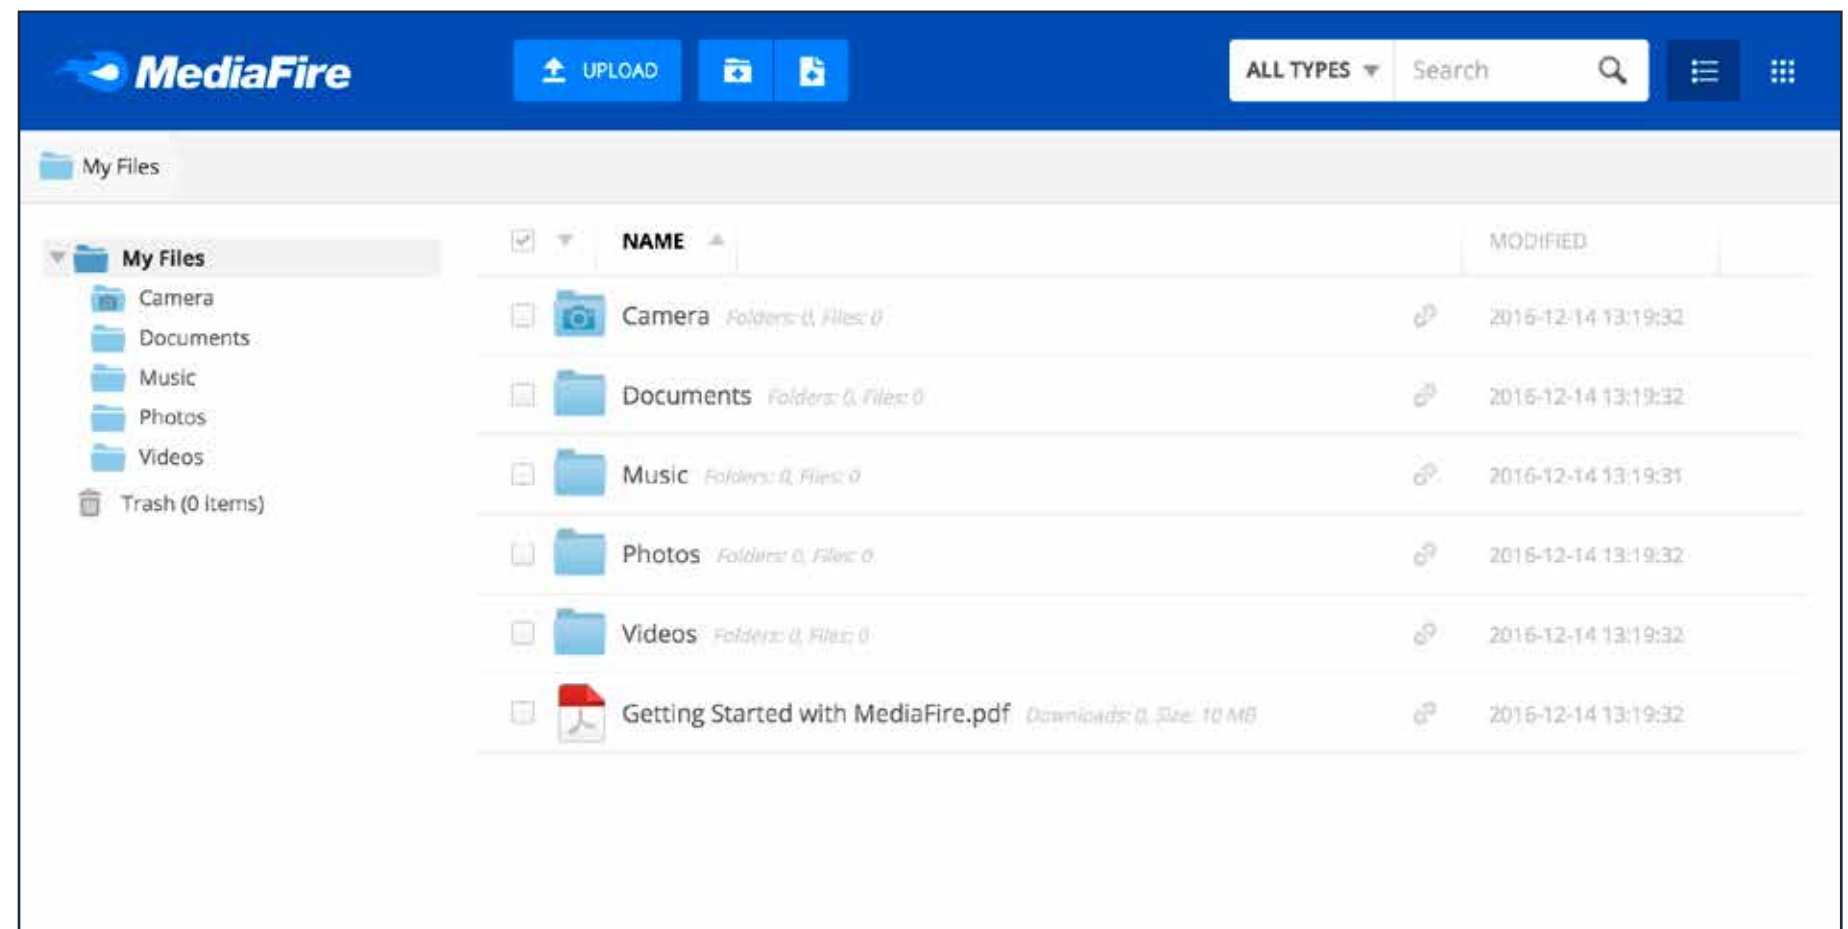 MediaFire
UPLOAD
ALL TYPES Search
My Files
My Files
Camera
Documents
Music
Photos
Videos
Trash (0 items)
NAME MODIFIED
Camera Folders: 0, Files: 0 2016-12-14 13:19:32
Documents Folders: 0, Files: 0 2016-12-14 13:19:32
Music Folders: 0, Files: 0 2016-12-14 13:19:31
Photos Folders: 0, Files: 0 2016-12-14 13:19:32
Videos Folders: 0, Files: 0 2016-12-14 13:19:32
Getting Started with MediaFire.pdf Downloads: 0, Size: 10 MB 2016-12-14 13:19:32